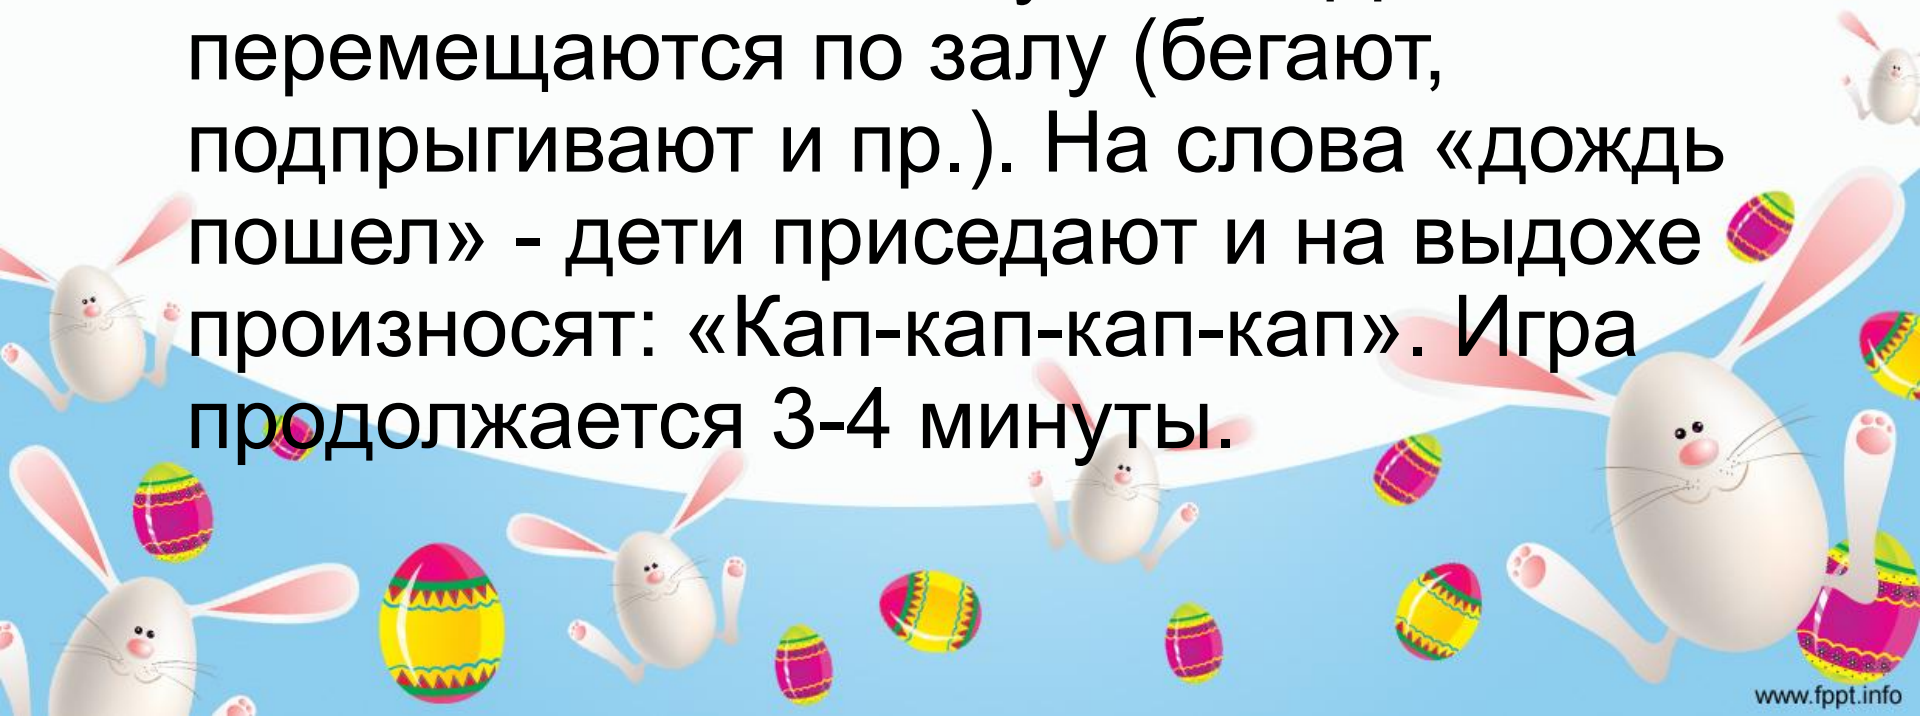 перемещаются по залу (бегают,
подпрыгивают и пр.). На слова «дождь
пошел» - дети приседают и на выдохе
произносят: «Кап-кап-кап-кап». Игра
продолжается 3-4 минуты.
www.fppt.info